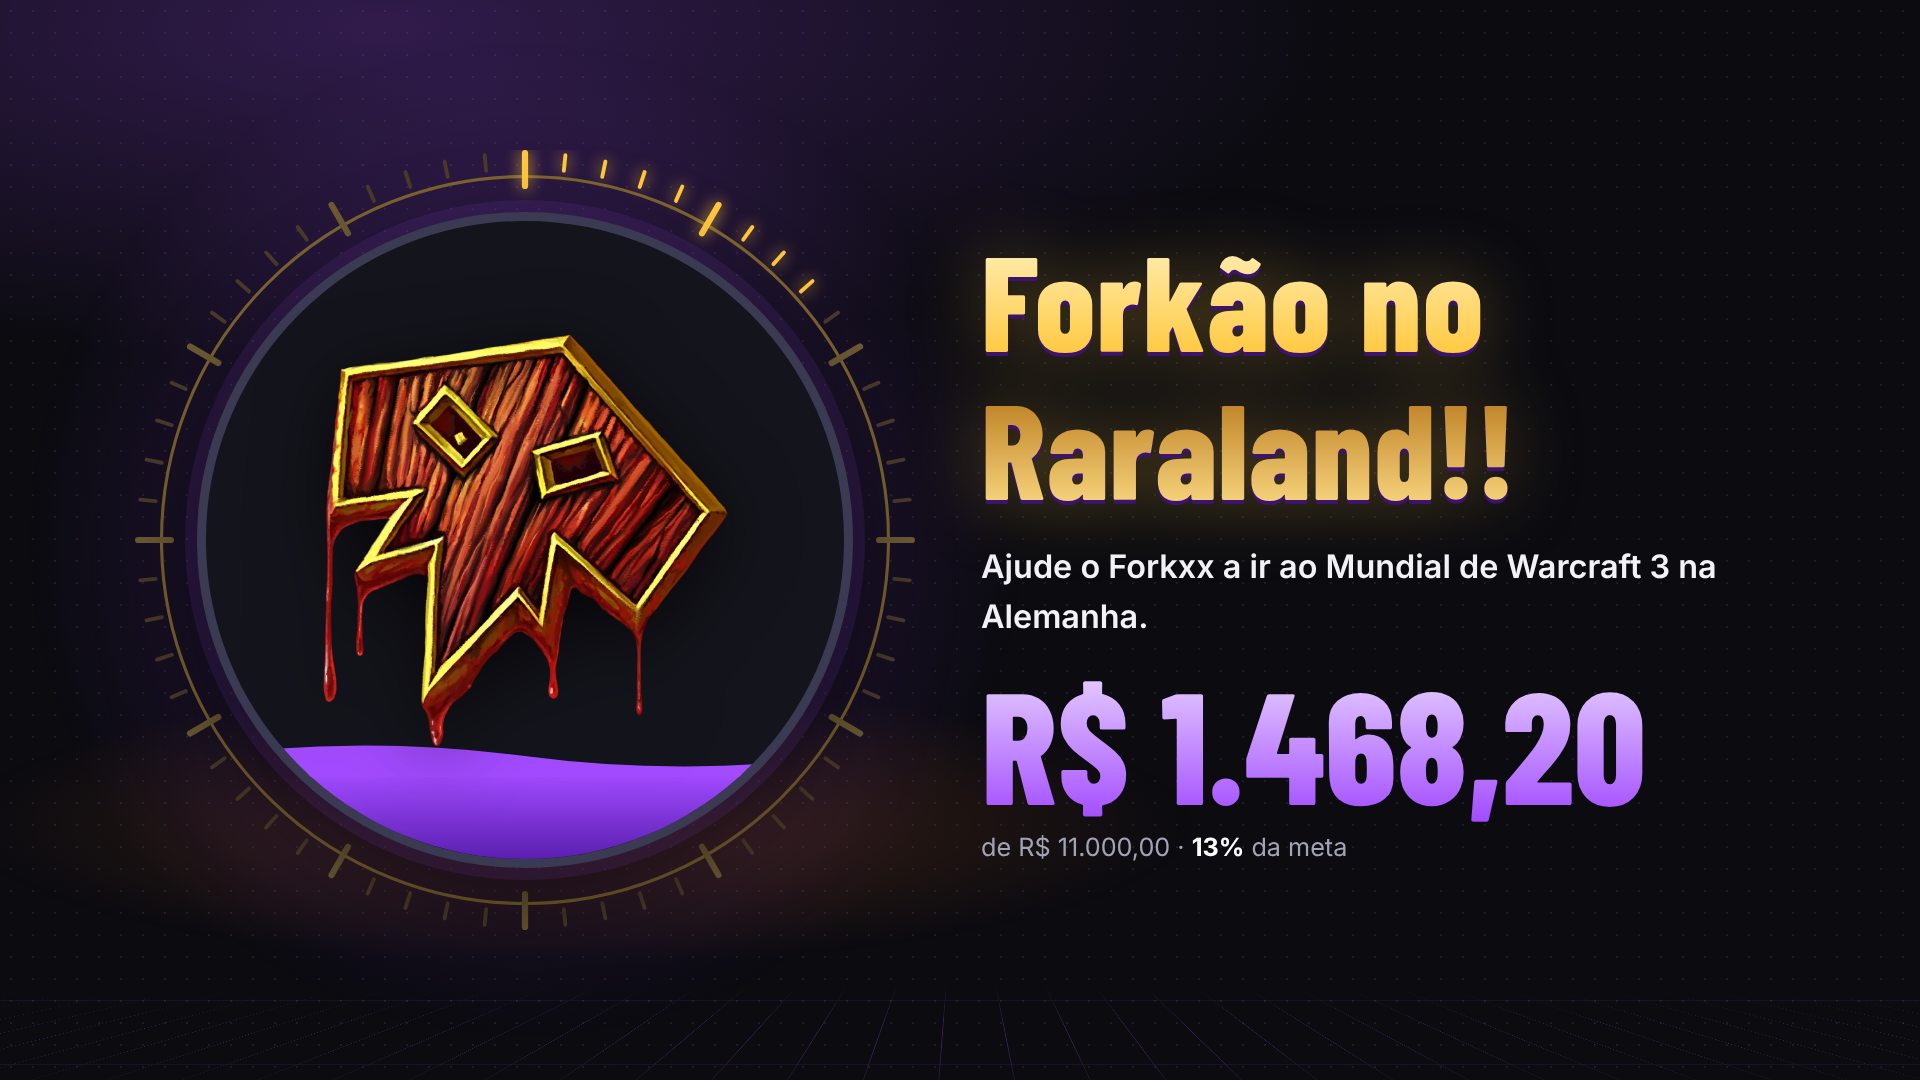 Forkão no
Raraland!!
Ajude o Forkxx a ir ao Mundial de Warcraft 3 na
Alemanha.
R$ 1.468,20
de R$ 11.000,00 · 13% da meta